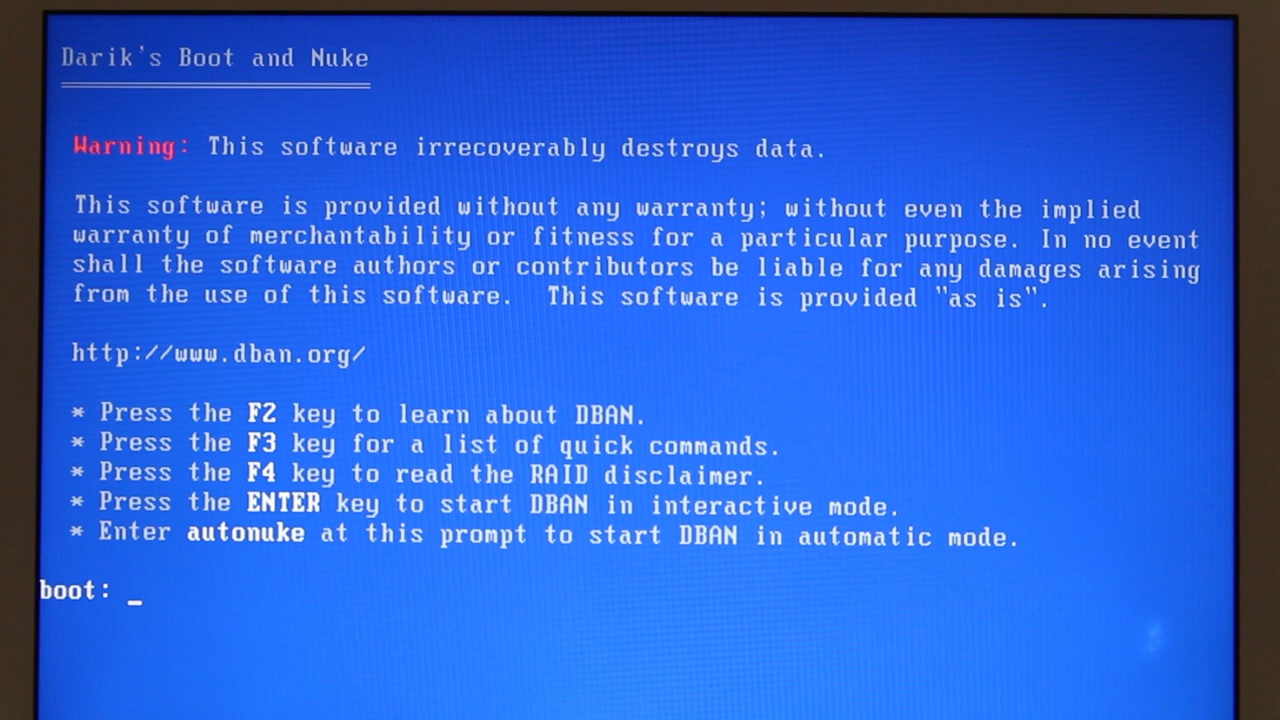 Darik's Boot and Nuke
Warning: This software irrecoverably destroys data.
This software is provided without any warranty; without even the implied
warranty of merchantability or fitness for a particular purpose. In no event
shall the software authors or contributors be liable for any damages arising
from the use of this software.  This software is provided "as is".
http://www.dban.org/
* Press the F2 key to learn about DBAN.
* Press the F3 key for a list of quick commands.
* Press the F4 key to read the RAID disclaimer.
* Press the ENTER key to start DBAN in interactive mode.
* Enter autonuke at this prompt to start DBAN in automatic mode.
boot: _